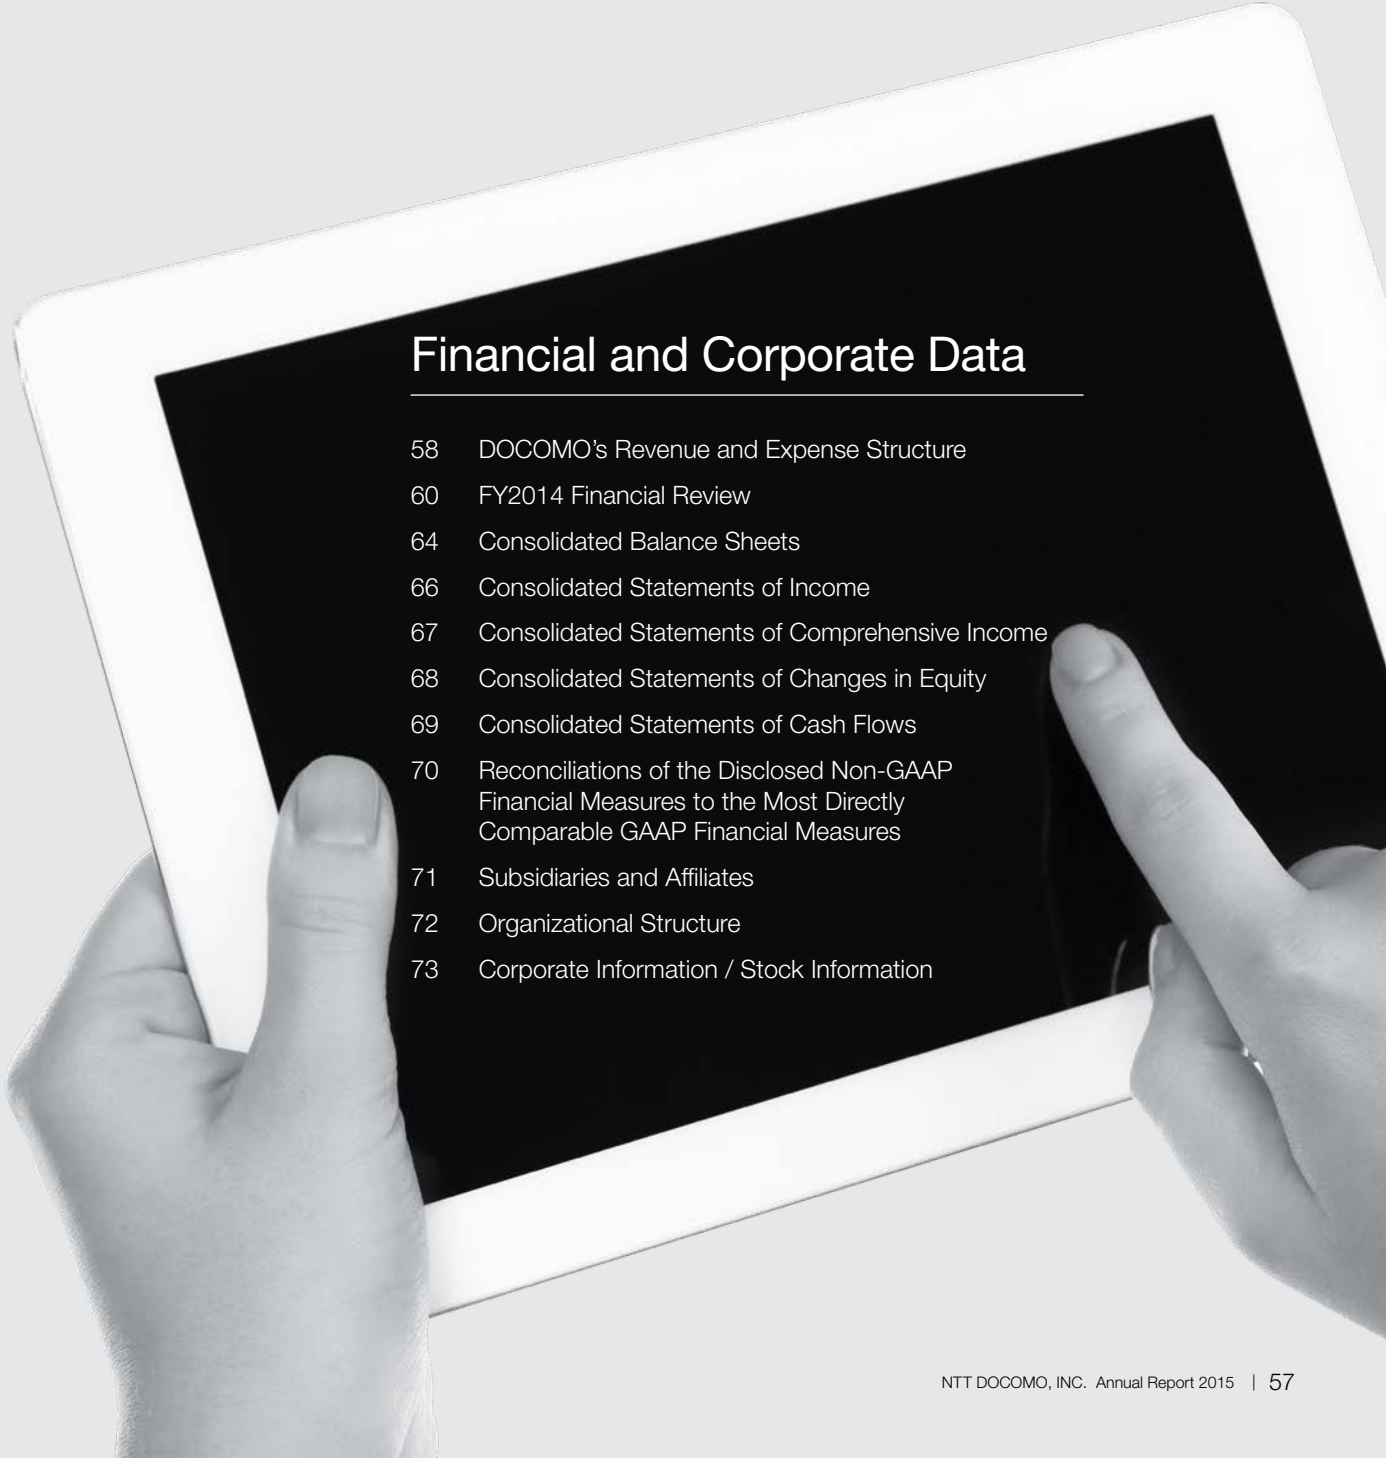 Financial and Corporate Data
58 DOCOMO’s Revenue and Expense Structure
60 FY2014 Financial Review
64 Consolidated Balance Sheets
66 Consolidated Statements of Income
67 Consolidated Statements of Comprehensive Income
68 Consolidated Statements of Changes in Equity
69 Consolidated Statements of Cash Flows
70 Reconciliations of the Disclosed Non-GAAP
Financial Measures to the Most Directly
Comparable GAAP Financial Measures
71 Subsidiaries and Affiliates
72 Organizational Structure
73 Corporate Information / Stock Information
NTT DOCOMO, INC. Annual Report 2015 | 57